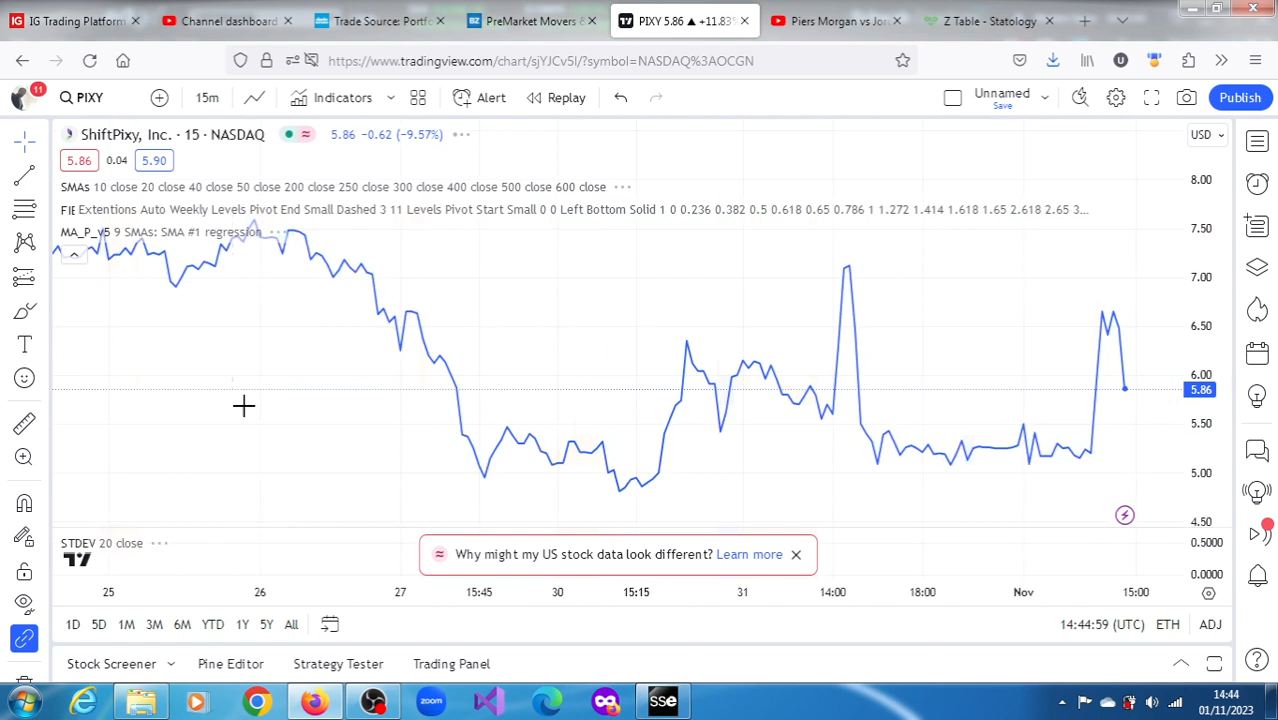 IG Trading Platform
Channel dashboard
Trade Source: Portfo
PreMarket Movers &
PIXY 5.86 ▲ +11.83%
Piers Morgan vs Jor
Z Table - Statology
https://www.tradingview.com/chart/sjYJCv5I/?symbol=NASDAQ%3AOCGN
11
PIXY
15m
Indicators
Alert
Replay
Unnamed
Save
Publish
ShiftPixy, Inc. · 15 · NASDAQ
5.86 −0.62 (−9.57%)
USD
5.86 0.04 5.90
SMAs 10 close 20 close 40 close 50 close 200 close 250 close 300 close 400 close 500 close 600 close
FIB Extentions Auto Weekly Levels Pivot End Small Dashed 3 11 Levels Pivot Start Small 0 0 Left Bottom Solid 1 0 0.236 0.382 0.5 0.618 0.65 0.786 1 1.272 1.414 1.618 1.65 2.618 2.65 3...
MA_P_v5 9 SMAs: SMA #1 regression
8.00
7.50
7.00
6.50
6.00
5.86
5.50
5.00
4.50
STDEV 20 close
0.5000
0.0000
Why might my US stock data look different? Learn more
25 26 27 15:45 30 15:15 31 14:00 18:00 Nov 15:00
1D 5D 1M 3M 6M YTD 1Y 5Y All
14:44:59 (UTC) ETH ADJ
Stock Screener
Pine Editor
Strategy Tester
Trading Panel
zoom
SSE
14:44
01/11/2023